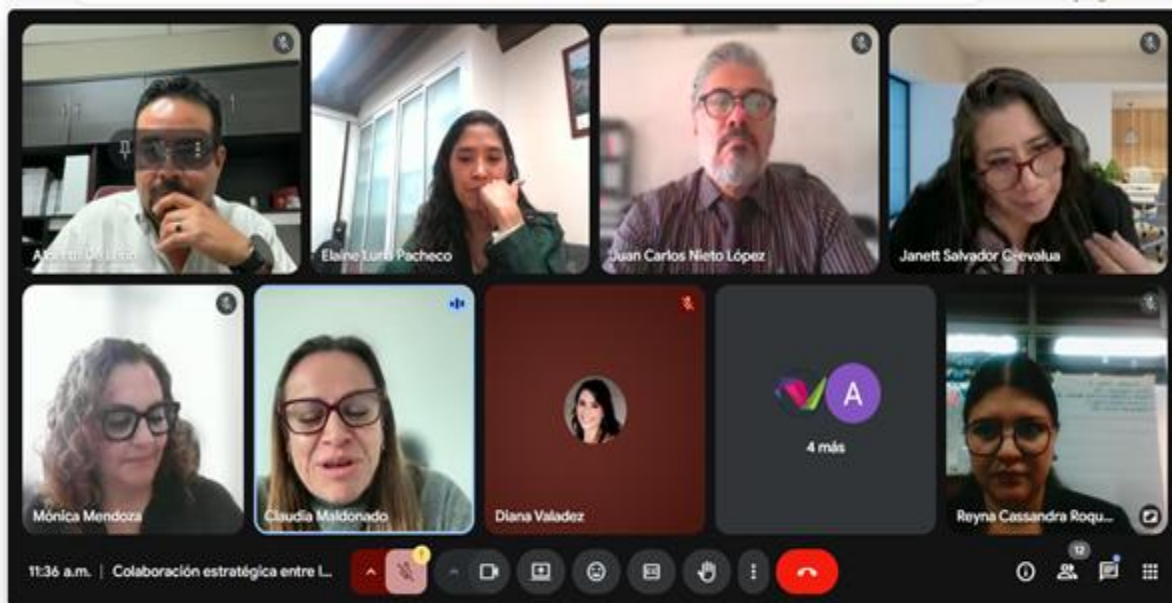 Elaine Luna Pacheco
Juan Carlos Nieto López
Janett Salvador C-evalua
Mónica Mendoza
Claudia Maldonado
Diana Valadez
A
4 más
Reyna Cassandra Roqu...
11:36 a.m. | Colaboración estratégica entre l...
12